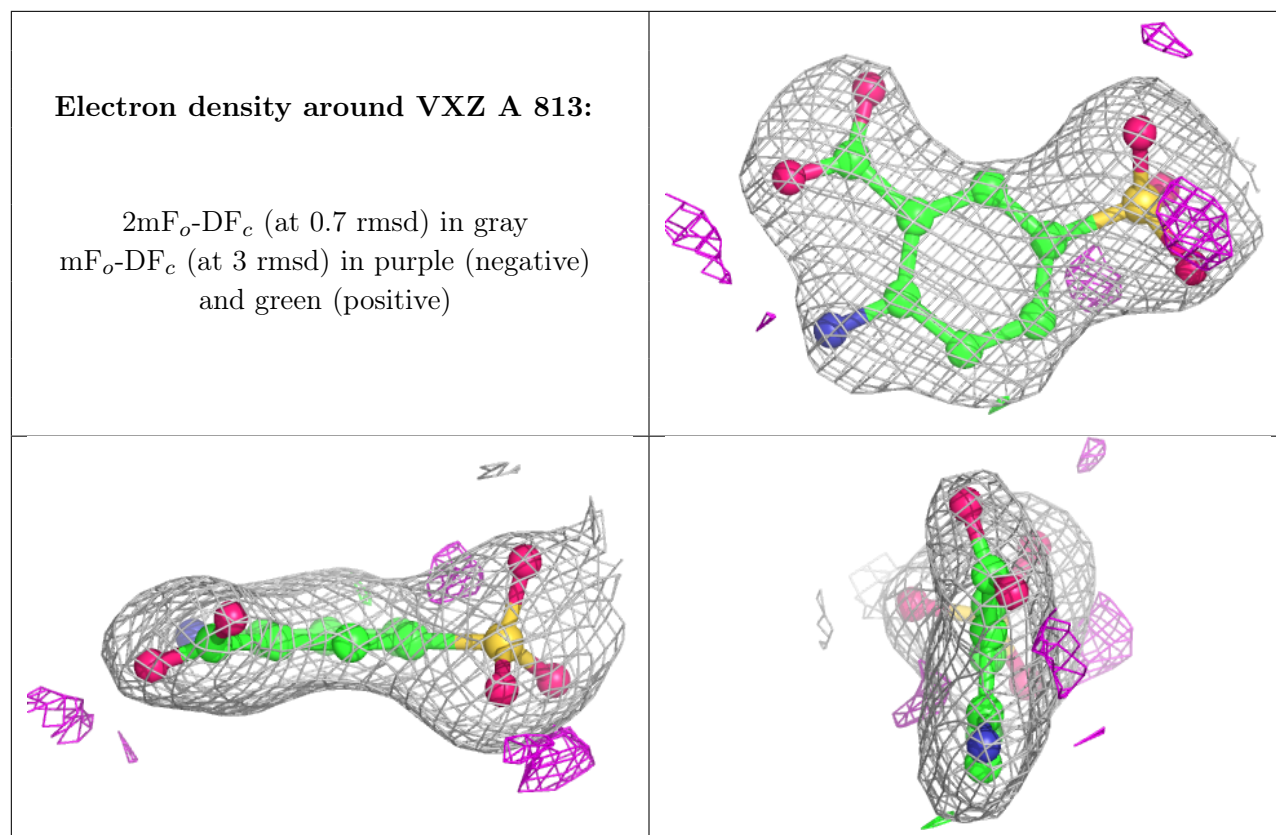 Electron density around VXZ A 813:
2mFₒ-DF𝒸 (at 0.7 rmsd) in gray
mFₒ-DF𝒸 (at 3 rmsd) in purple (negative)
and green (positive)